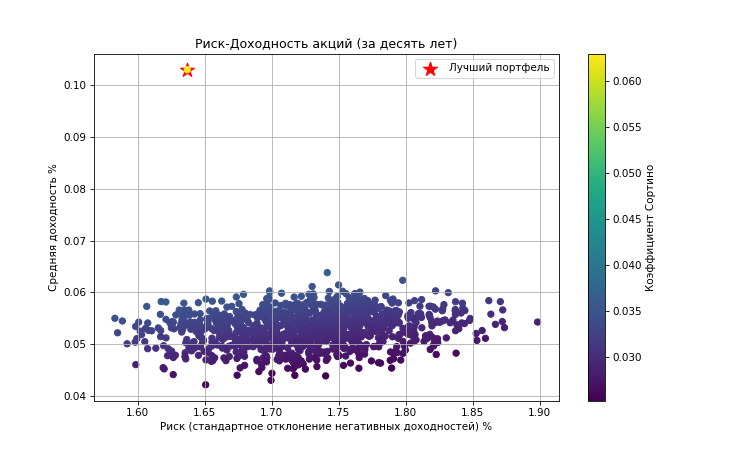 Риск-Доходность акций (за десять лет)
Лучший портфель
0.10
0.09
0.08
0.07
0.06
0.05
0.04
Средняя доходность %
1.60 1.65 1.70 1.75 1.80 1.85 1.90
Риск (стандартное отклонение негативных доходностей) %
0.060
0.055
0.050
0.045
0.040
0.035
0.030
Коэффициент Сортино